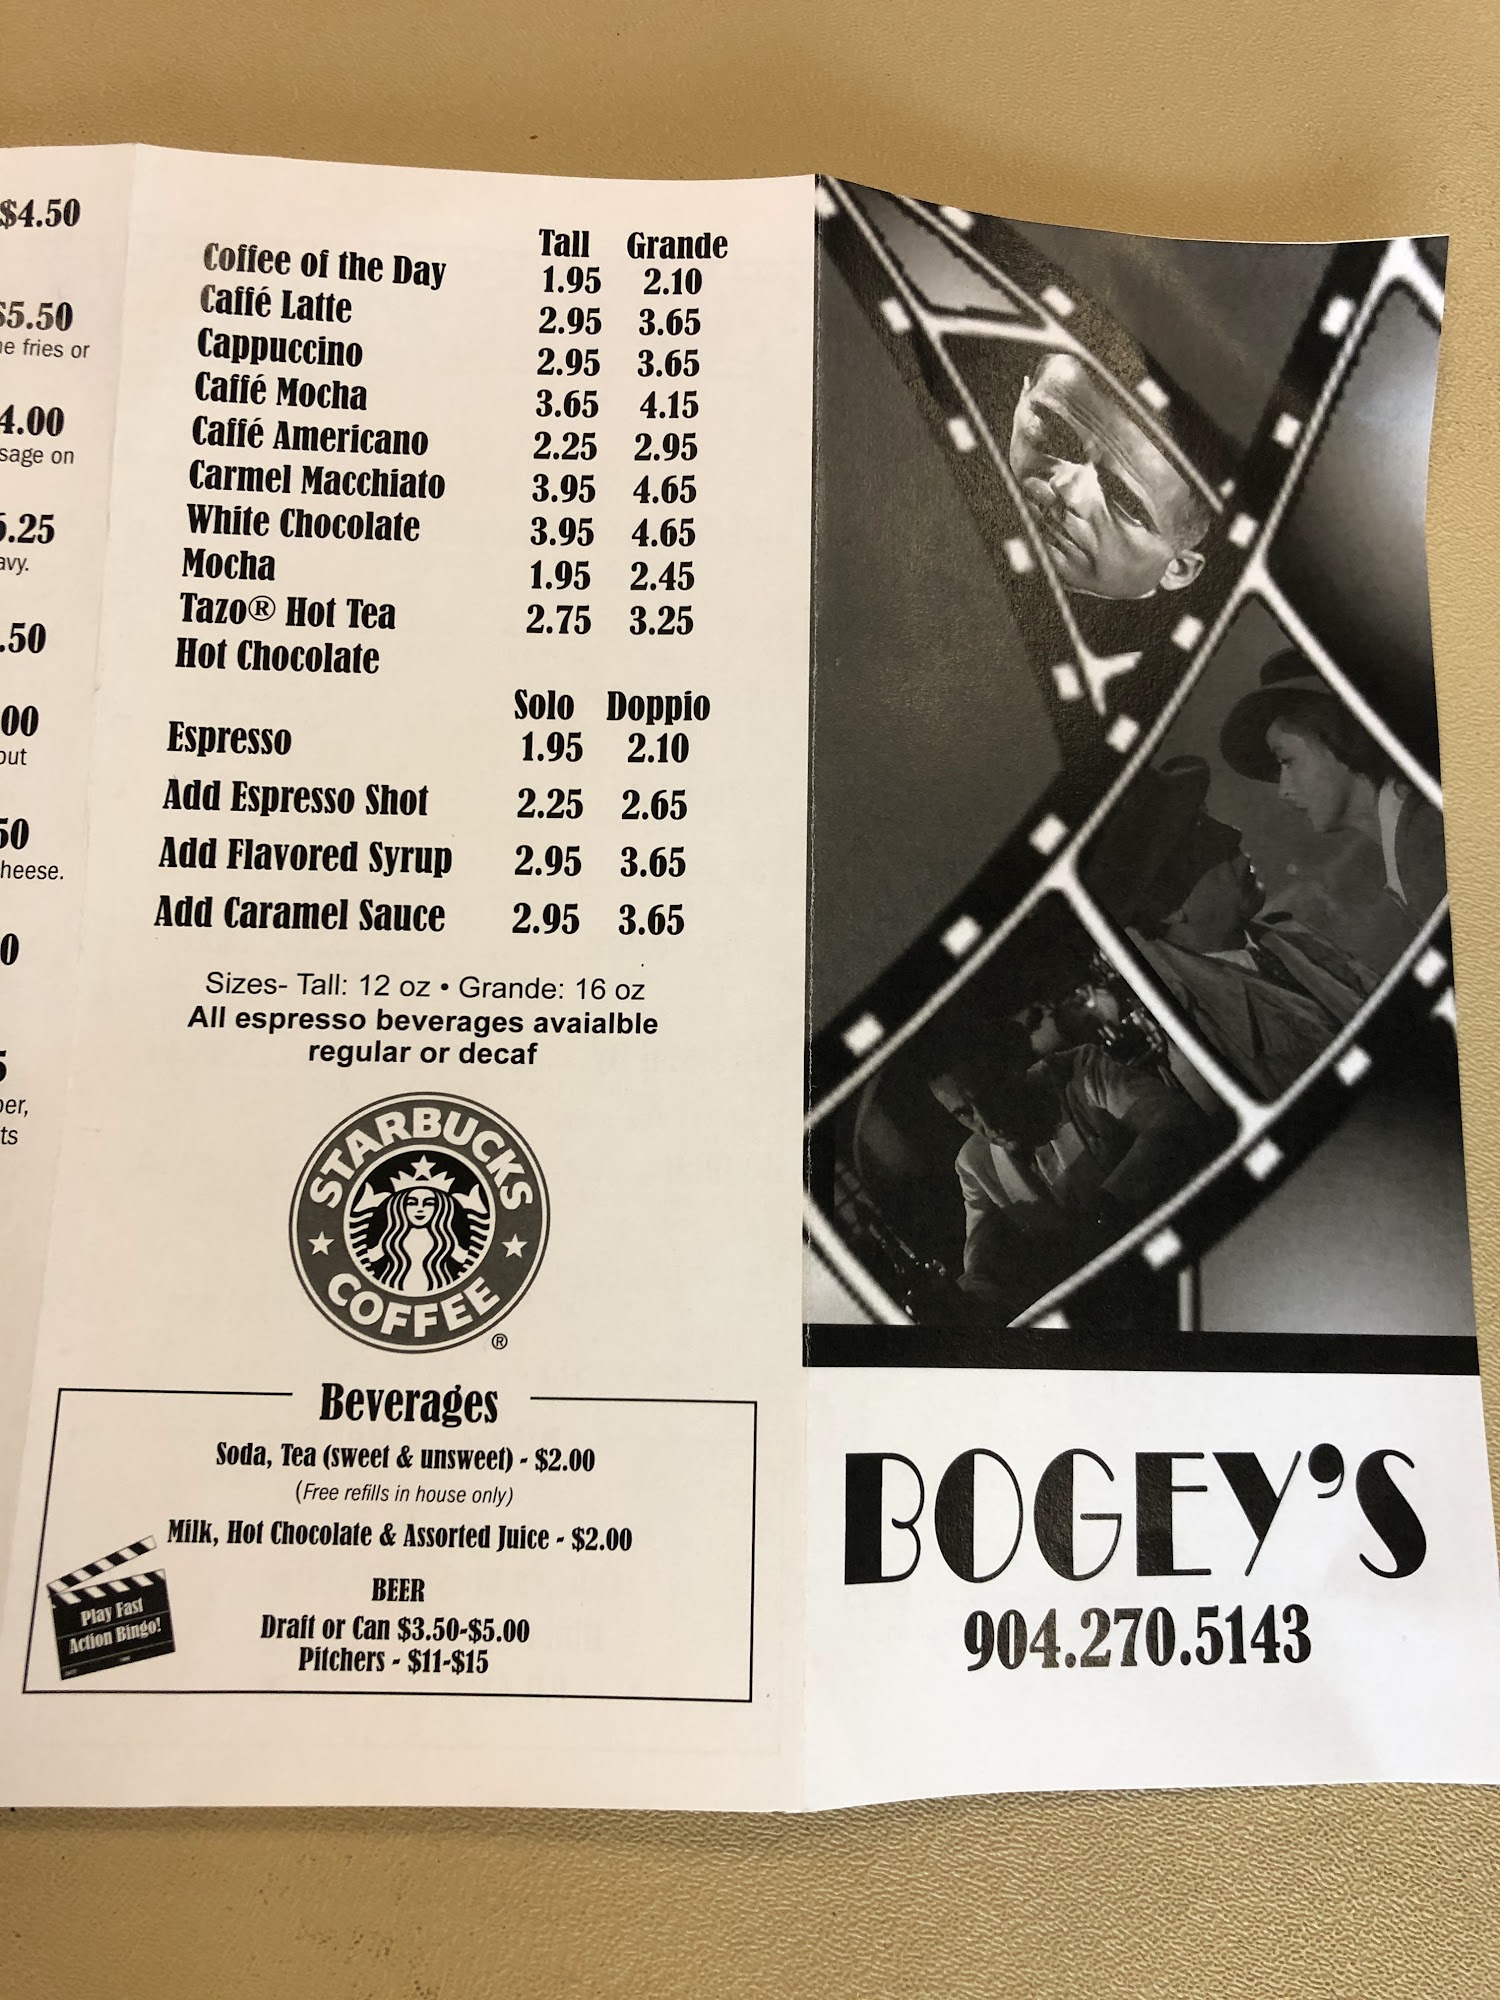 $4.50
$5.50
ne fries or
4.00
sage on
5.25
avy.
.50
.00
out
50
heese.
0
5
per,
ts
Tall Grande
Coffee of the Day 1.95 2.10
Caffé Latte 2.95 3.65
Cappuccino 2.95 3.65
Caffé Mocha 3.65 4.15
Caffé Americano 2.25 2.95
Carmel Macchiato 3.95 4.65
White Chocolate 3.95 4.65
Mocha 1.95 2.45
Tazo® Hot Tea 2.75 3.25
Hot Chocolate
Solo Doppio
Espresso 1.95 2.10
Add Espresso Shot 2.25 2.65
Add Flavored Syrup 2.95 3.65
Add Caramel Sauce 2.95 3.65
Sizes- Tall: 12 oz • Grande: 16 oz
All espresso beverages avaialble
regular or decaf
STARBUCKS
COFFEE
®
Beverages
Soda, Tea (sweet & unsweet) - $2.00
(Free refills in house only)
Milk, Hot Chocolate & Assorted Juice - $2.00
BEER
Draft or Can $3.50-$5.00
Pitchers - $11-$15
Play Fast
Action Bingo!
BOGEY'S
904.270.5143